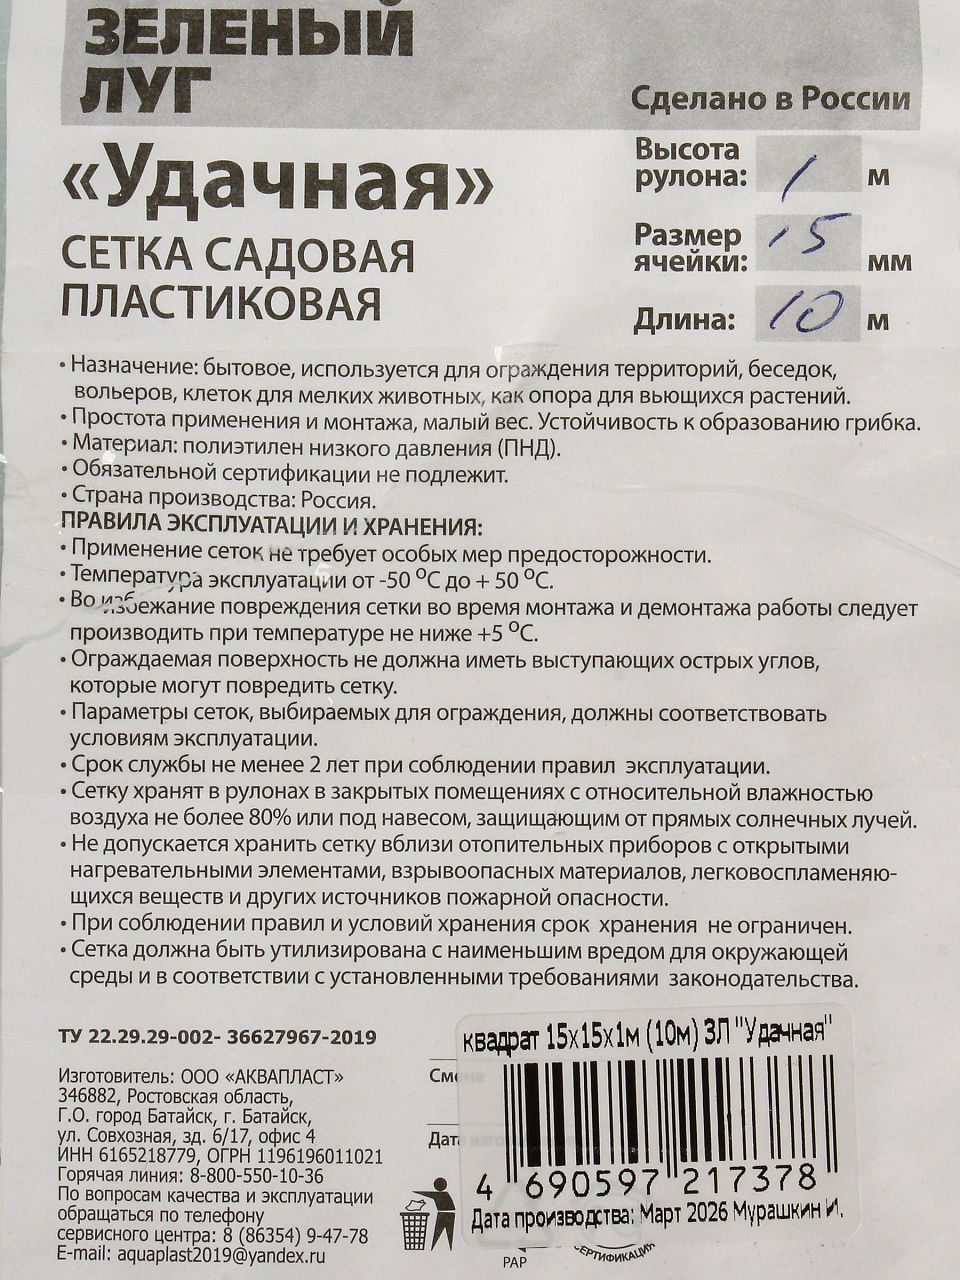 ЗЕЛЕНЫЙ
ЛУГ
Сделано в России
«Удачная»
СЕТКА САДОВАЯ
ПЛАСТИКОВАЯ
Высота
рулона: 1 м
Размер
ячейки: 15 мм
Длина: 10 м
• Назначение: бытовое, используется для ограждения территорий, беседок,
вольеров, клеток для мелких животных, как опора для вьющихся растений.
• Простота применения и монтажа, малый вес. Устойчивость к образованию грибка.
• Материал: полиэтилен низкого давления (ПНД).
• Обязательной сертификации не подлежит.
• Страна производства: Россия.
ПРАВИЛА ЭКСПЛУАТАЦИИ И ХРАНЕНИЯ:
• Применение сеток не требует особых мер предосторожности.
• Температура эксплуатации от -50 °С до + 50 °С.
• Во избежание повреждения сетки во время монтажа и демонтажа работы следует
производить при температуре не ниже +5 °С.
• Ограждаемая поверхность не должна иметь выступающих острых углов,
которые могут повредить сетку.
• Параметры сеток, выбираемых для ограждения, должны соответствовать
условиям эксплуатации.
• Срок службы не менее 2 лет при соблюдении правил эксплуатации.
• Сетку хранят в рулонах в закрытых помещениях с относительной влажностью
воздуха не более 80% или под навесом, защищающим от прямых солнечных лучей.
• Не допускается хранить сетку вблизи отопительных приборов с открытыми
нагревательными элементами, взрывоопасных материалов, легковоспламеняю-
щихся веществ и других источников пожарной опасности.
• При соблюдении правил и условий хранения срок хранения не ограничен.
• Сетка должна быть утилизирована с наименьшим вредом для окружающей
среды и в соответствии с установленными требованиями законодательства.
ТУ 22.29.29-002- 36627967-2019
Изготовитель: ООО «АКВАПЛАСТ»
346882, Ростовская область,
Г.О. город Батайск, г. Батайск,
ул. Совхозная, зд. 6/17, офис 4
ИНН 6165218779, ОГРН 1196196011021
Горячая линия: 8-800-550-10-36
По вопросам качества и эксплуатации
обращаться по телефону
сервисного центра: 8 (86354) 9-47-78
E-mail: aquaplast2019@yandex.ru
Смена
Дата
квадрат 15х15х1м (10м) ЗЛ "Удачная"
4 690597 217378
Дата производства: Март 2026 Мурашкин И.
PAP
СЕРТИФИКАЦИЯ